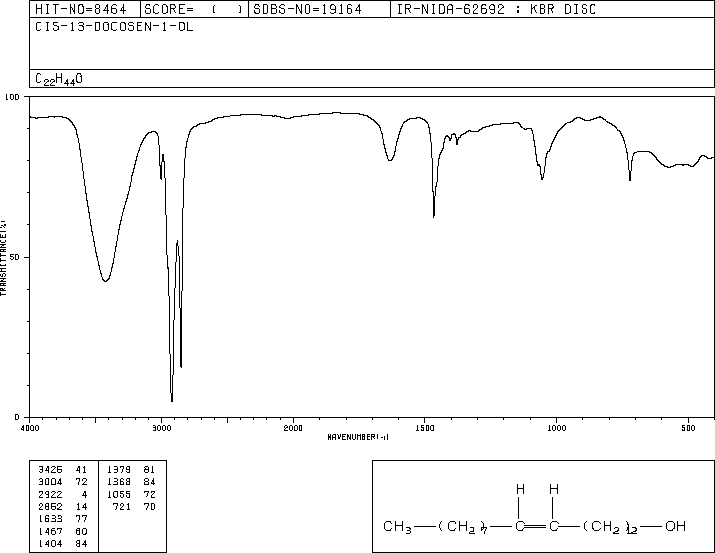 HIT-NO=8464 SCORE= ( ) SDBS-NO=19164 IR-NIDA-62692 : KBR DISC
CIS-13-DOCOSEN-1-OL
C22H44O
100
50
0
TRANSMITTANCE(%)
4000 3000 2000 1500 1000 500
WAVENUMBER(-1)
3426 41 1379 81
3004 72 1368 84
2922 4 1055 72
2852 14 721 70
1633 77
1467 60
1404 84
H H
CH3—(CH2)7—C=C—(CH2)12—OH